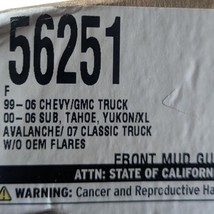 56251
F
99-06 CHEVY/GMC TRUCK
00-06 SUB, TAHOE, YUKON/XL
AVALANCHE/ 07 CLASSIC TRUCK
W/O OEM FLARES
FRONT MUD GU
ATTN: STATE OF CALIFOR
WARNING: Cancer and Reproductive Ha